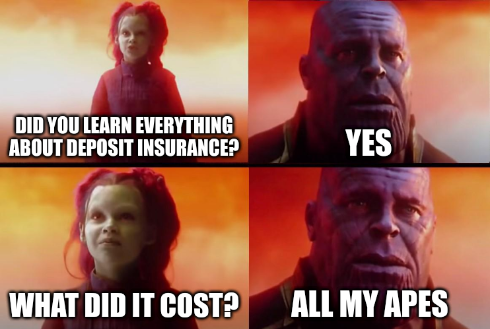 DID YOU LEARN EVERYTHING
ABOUT DEPOSIT INSURANCE?
YES
WHAT DID IT COST?
ALL MY APES